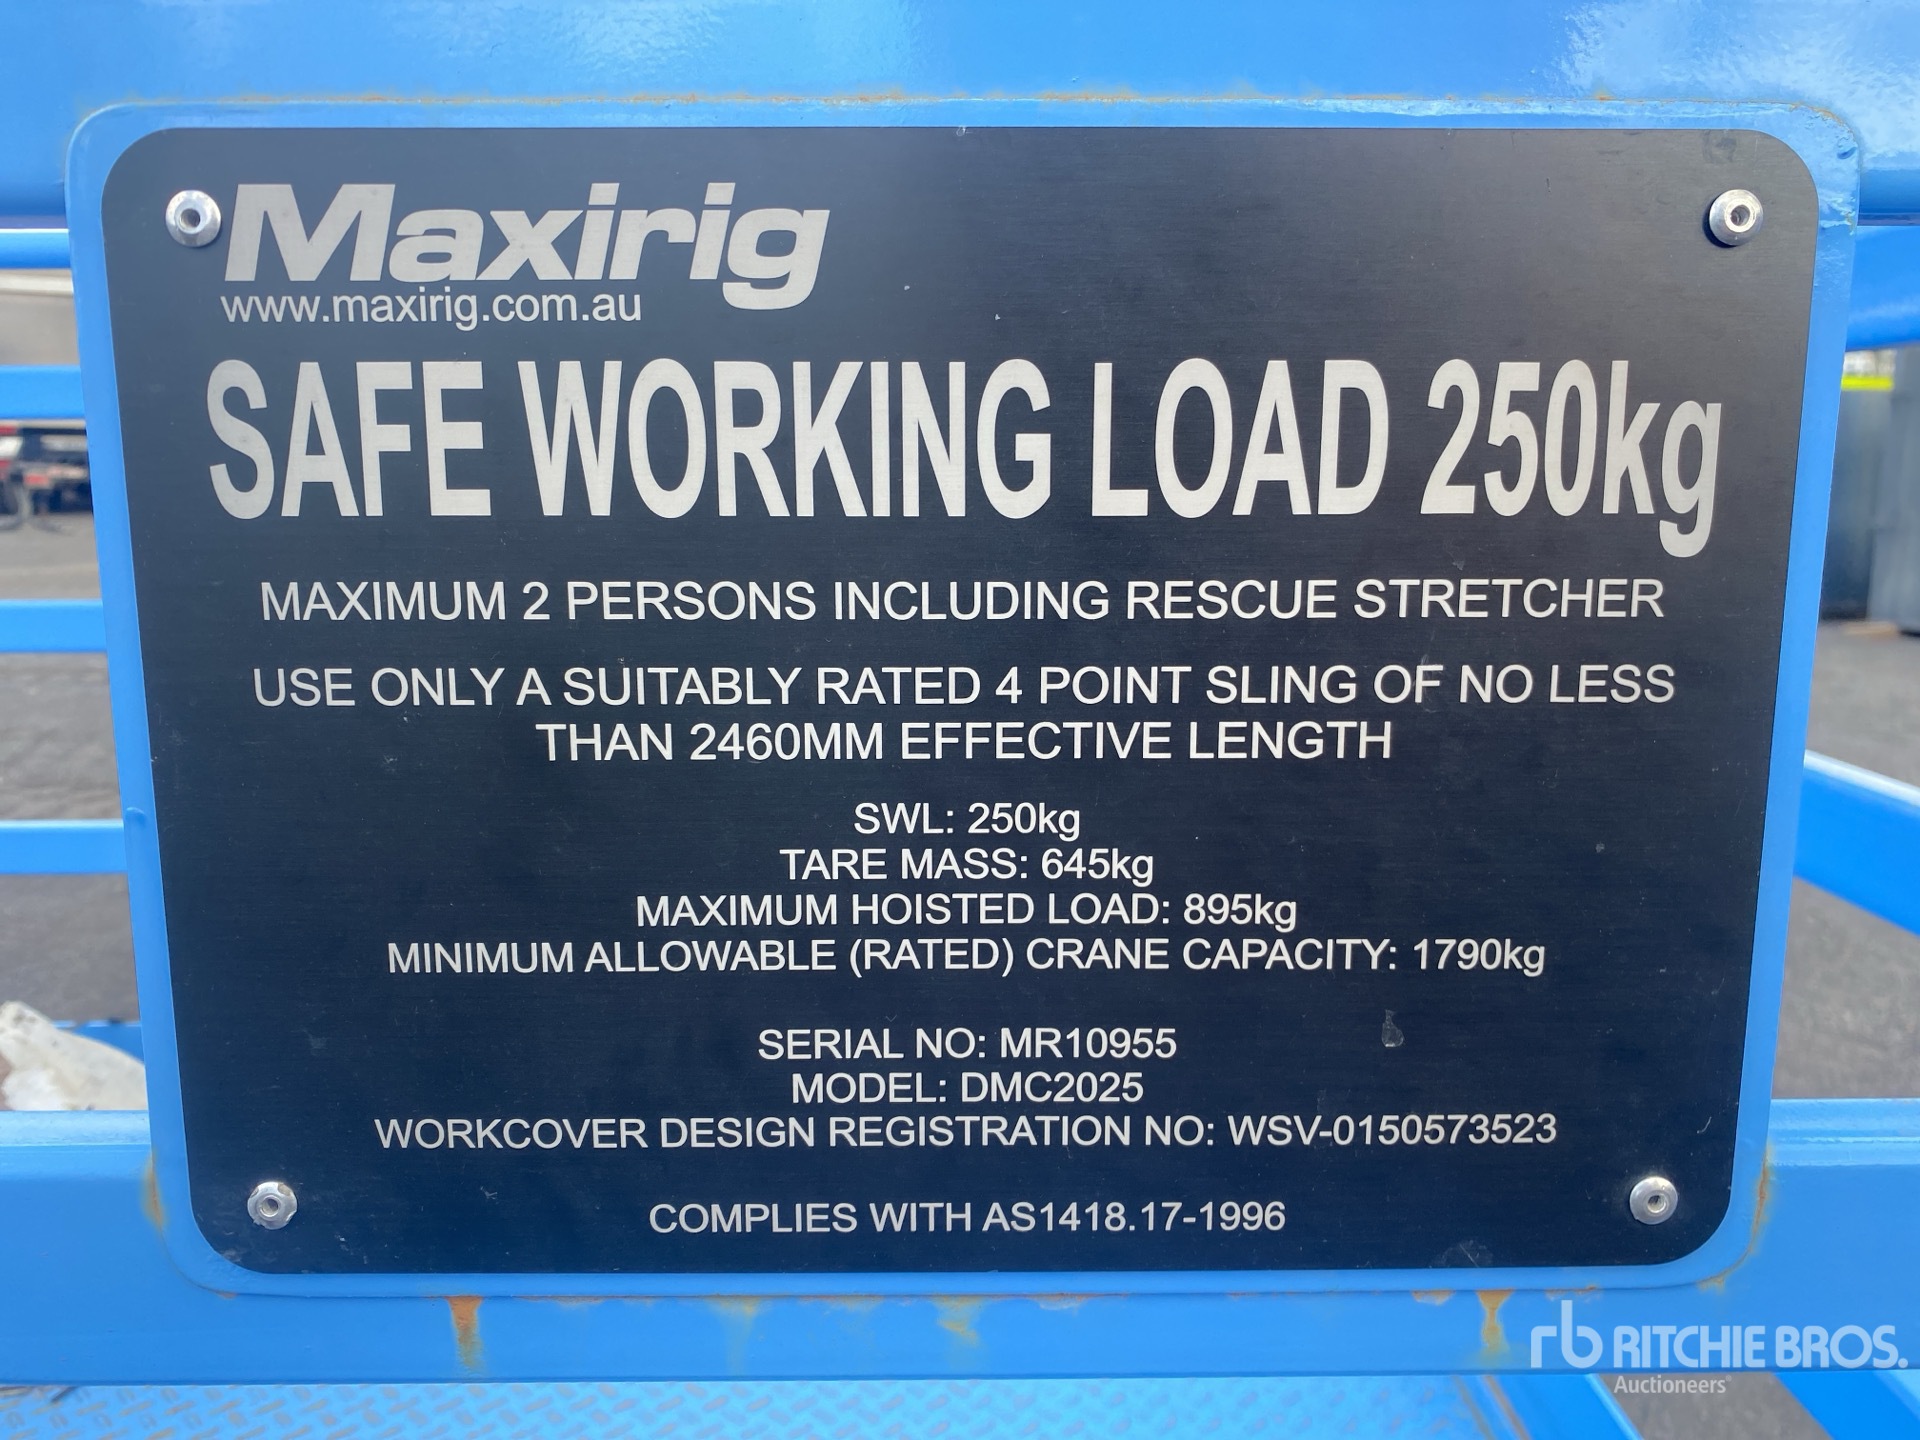 Maxirig
www.maxirig.com.au
SAFE WORKING LOAD 250kg
MAXIMUM 2 PERSONS INCLUDING RESCUE STRETCHER
USE ONLY A SUITABLY RATED 4 POINT SLING OF NO LESS
THAN 2460MM EFFECTIVE LENGTH
SWL: 250kg
TARE MASS: 645kg
MAXIMUM HOISTED LOAD: 895kg
MINIMUM ALLOWABLE (RATED) CRANE CAPACITY: 1790kg
SERIAL NO: MR10955
MODEL: DMC2025
WORKCOVER DESIGN REGISTRATION NO: WSV-0150573523
COMPLIES WITH AS1418.17-1996
rb RITCHIE BROS.
Auctioneers